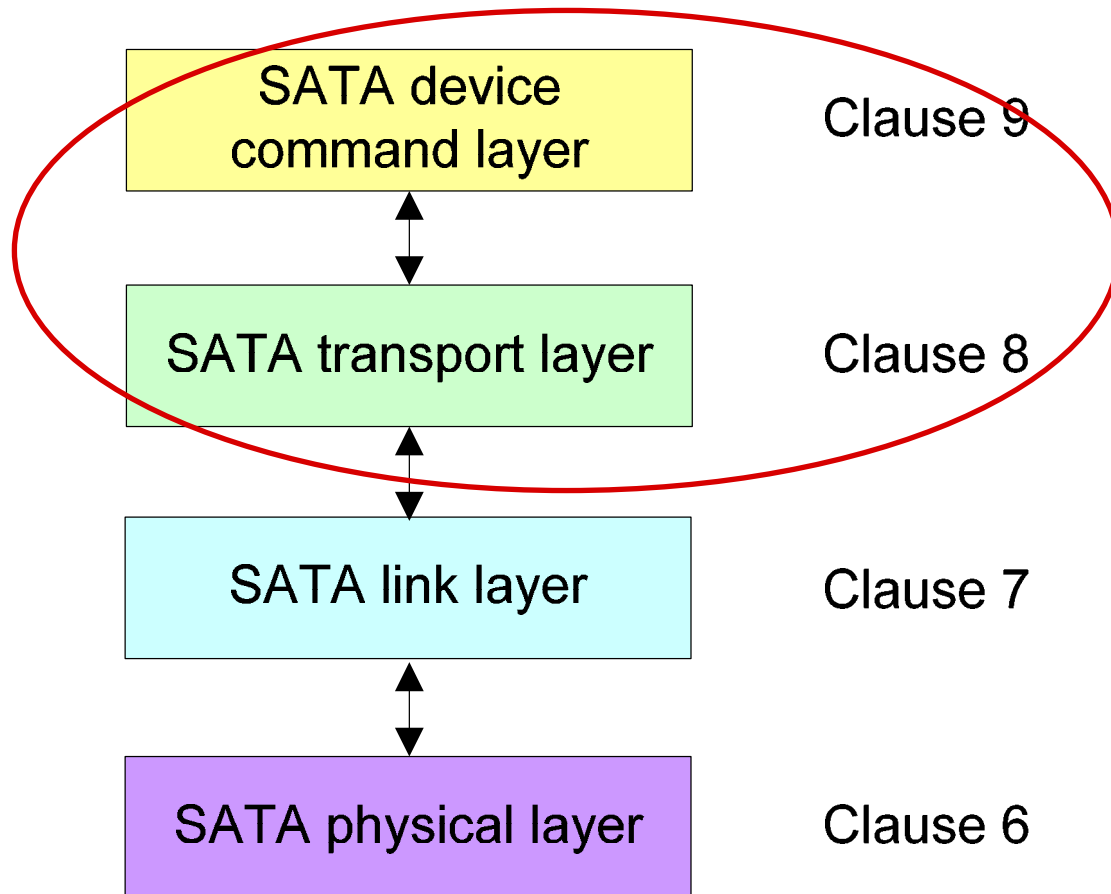 SATA device
command layer
Clause 9
SATA transport layer
Clause 8
SATA link layer
Clause 7
SATA physical layer
Clause 6